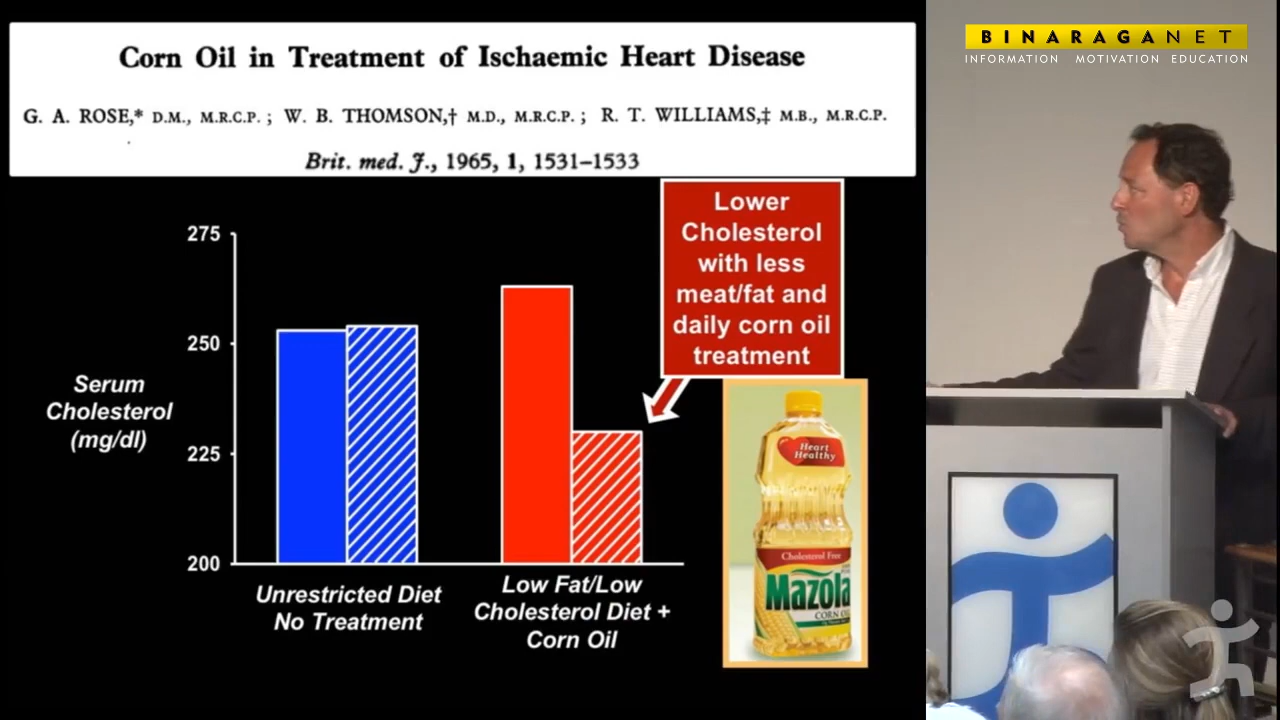 Corn Oil in Treatment of Ischaemic Heart Disease
G. A. ROSE,* D.M., M.R.C.P. ; W. B. THOMSON,† M.D., M.R.C.P. ; R. T. WILLIAMS,‡ M.B., M.R.C.P.
Brit. med. J., 1965, 1, 1531–1533
BINARAGANET
INFORMATION MOTIVATION EDUCATION
Lower
Cholesterol
with less
meat/fat and
daily corn oil
treatment
275
250
225
200
Serum
Cholesterol
(mg/dl)
Unrestricted Diet
No Treatment
Low Fat/Low
Cholesterol Diet +
Corn Oil
Heart
Healthy
Cholesterol Free
Mazola
CORN OIL